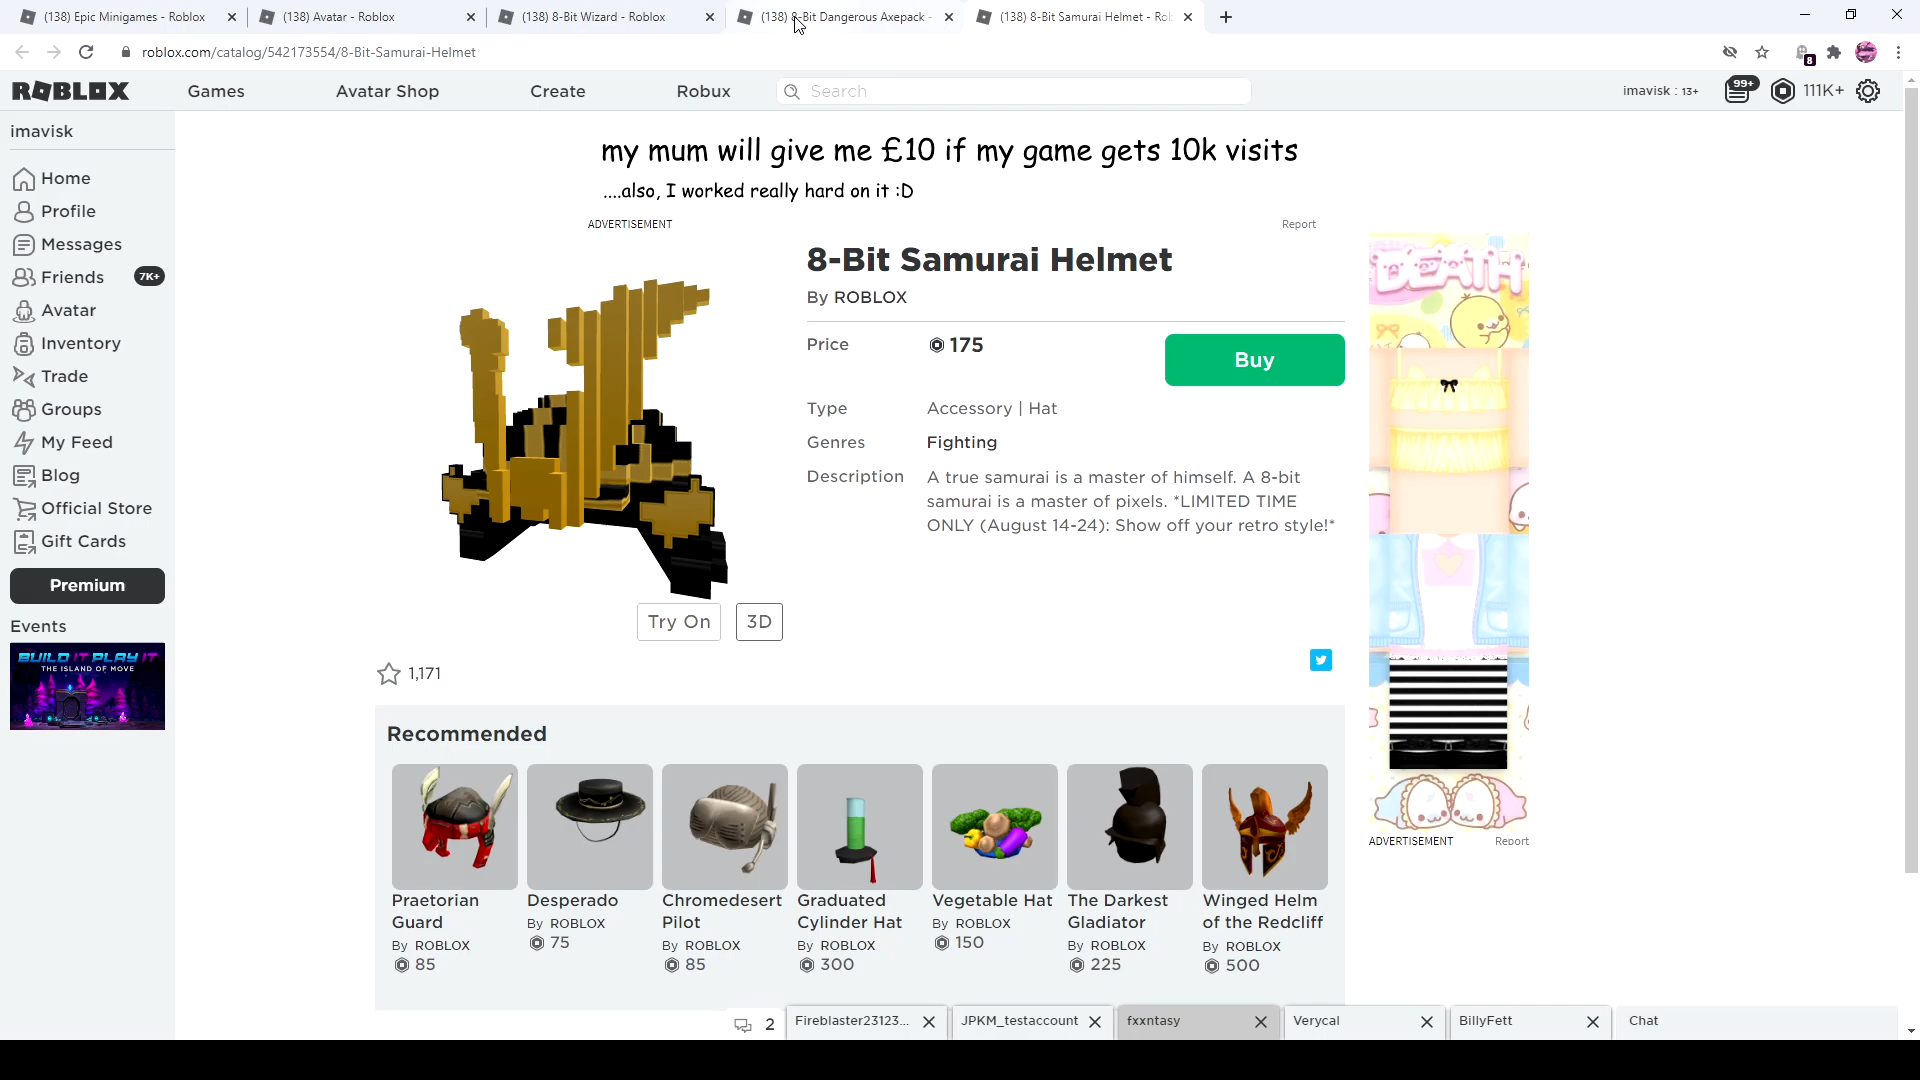 (138) Epic Minigames - Roblox
(138) Avatar - Roblox
(138) 8-Bit Wizard - Roblox
(138) 8-Bit Dangerous Axepack -
(138) 8-Bit Samurai Helmet - Rob
roblox.com/catalog/542173554/8-Bit-Samurai-Helmet
8
ROBLOX
Games
Avatar Shop
Create
Robux
Search
imavisk : 13+
99+
111K+
imavisk
Home
Profile
Messages
Friends 7K+
Avatar
Inventory
Trade
Groups
My Feed
Blog
Official Store
Gift Cards
Premium
Events
BUILD IT PLAY IT
THE ISLAND OF MOVE
my mum will give me £10 if my game gets 10k visits
....also, I worked really hard on it :D
ADVERTISEMENT
Report
8-Bit Samurai Helmet
By ROBLOX
Price 175
Buy
Type Accessory | Hat
Genres Fighting
Description A true samurai is a master of himself. A 8-bit
samurai is a master of pixels. *LIMITED TIME
ONLY (August 14-24): Show off your retro style!*
Try On
3D
1,171
DEATH
ADVERTISEMENT
Report
Recommended
Praetorian
Guard
By ROBLOX
85
Desperado
By ROBLOX
75
Chromedesert
Pilot
By ROBLOX
85
Graduated
Cylinder Hat
By ROBLOX
300
Vegetable Hat
By ROBLOX
150
The Darkest
Gladiator
By ROBLOX
225
Winged Helm
of the Redcliff
By ROBLOX
500
2
Fireblaster23123...
JPKM_testaccount
fxxntasy
Verycal
BillyFett
Chat